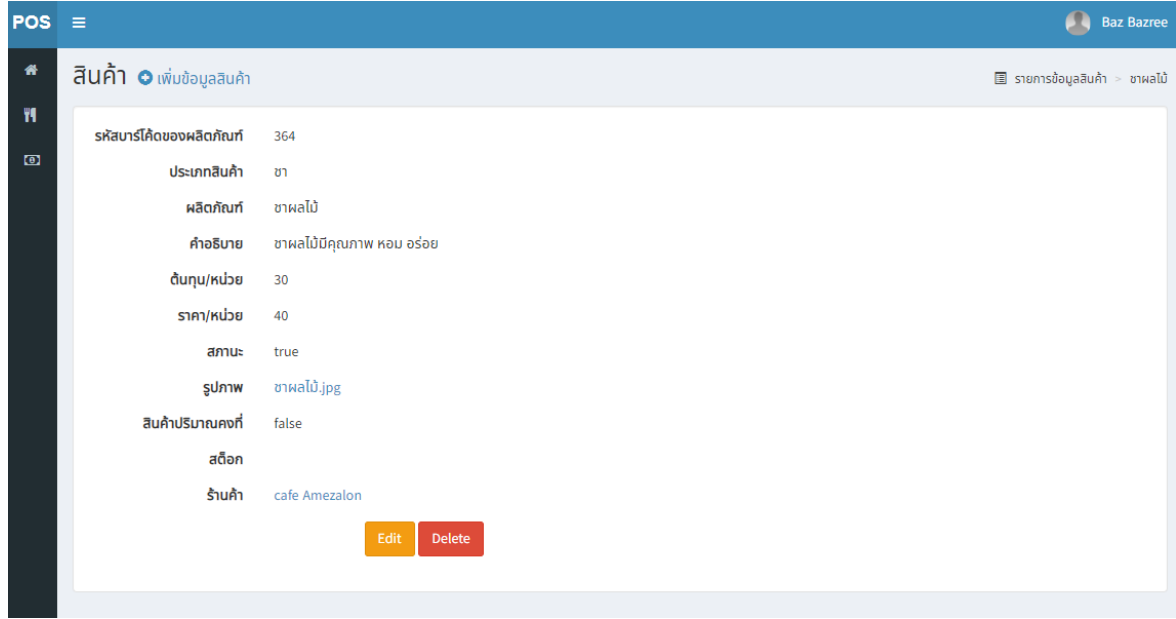 POS Baz Bazree
สินค้า เพิ่มข้อมูลสินค้า รายการข้อมูลสินค้า > ชาผลไม้
รหัสบาร์โค้ดของผลิตภัณฑ์ 364
ประเภทสินค้า ชา
ผลิตภัณฑ์ ชาผลไม้
คำอธิบาย ชาผลไม้มีคุณภาพ หอม อร่อย
ต้นทุน/หน่วย 30
ราคา/หน่วย 40
สภานะ true
รูปภาพ ชาผลไม้.jpg
สินค้าปริมาณคงที่ false
สต็อก
ร้านค้า cafe Amezalon
Edit Delete